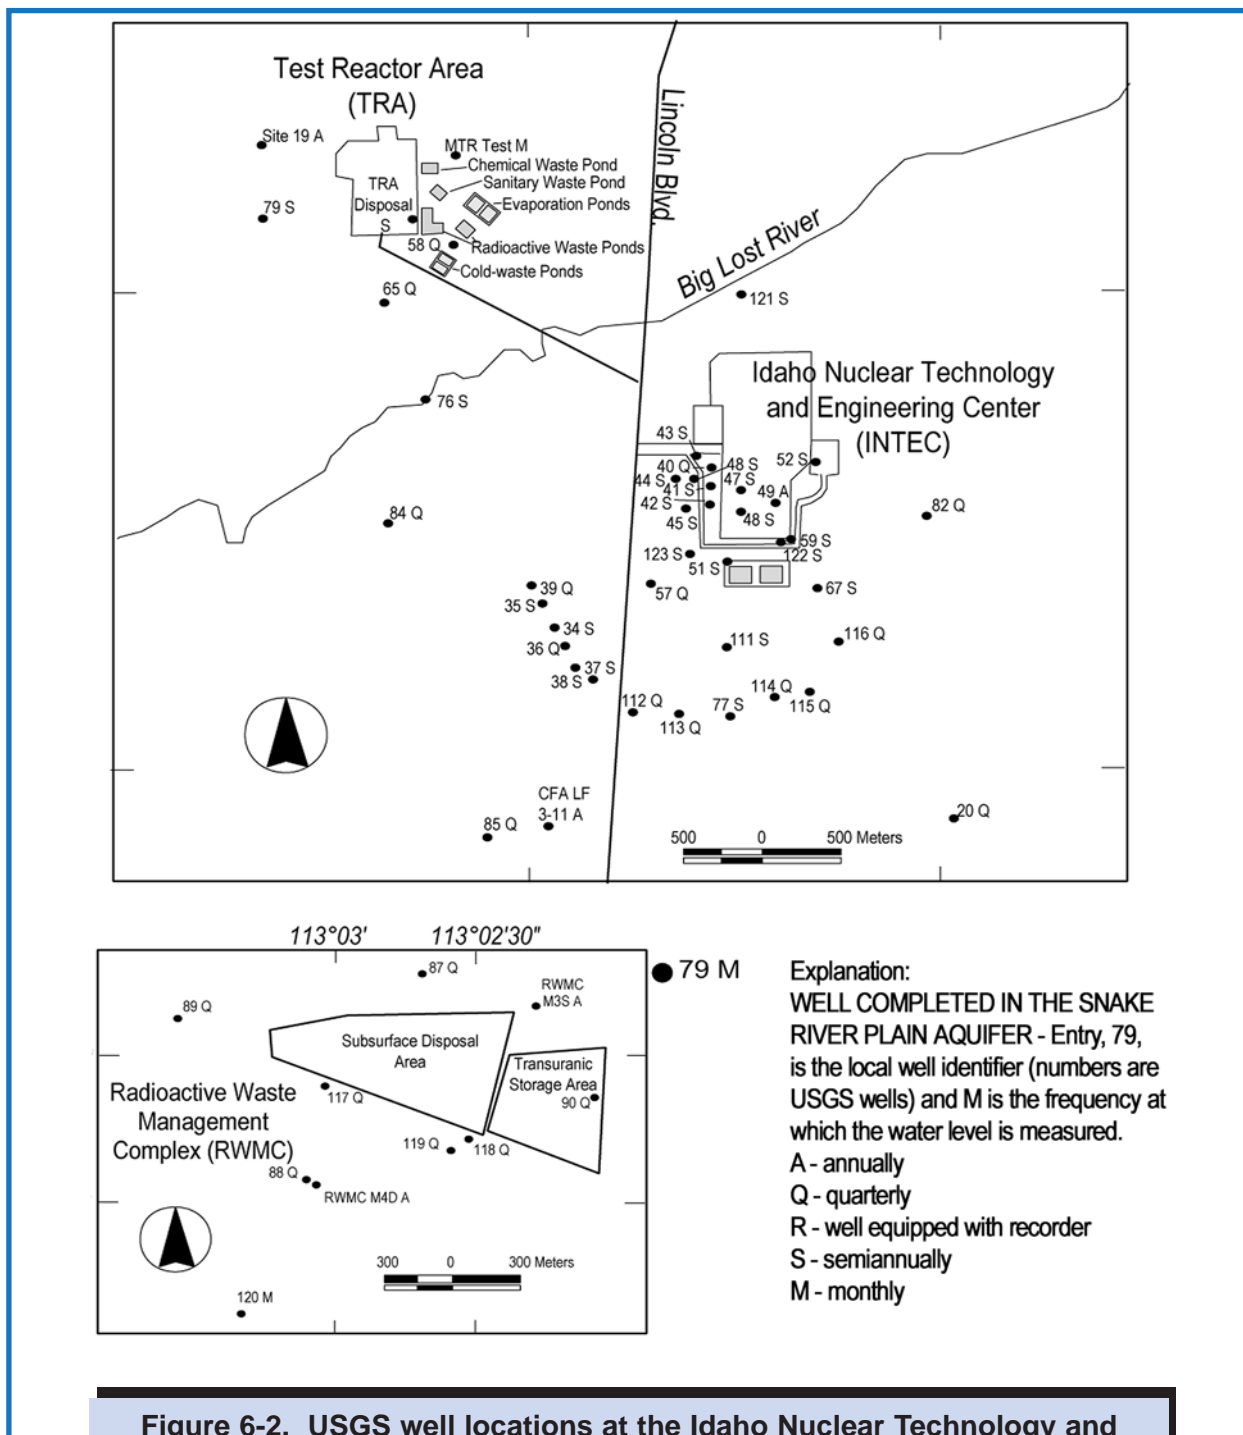 Test Reactor Area
(TRA)
Site 19 A
MTR Test M
Chemical Waste Pond
Sanitary Waste Pond
TRA
Disposal
S
Evaporation Ponds
79 S
58 Q
Radioactive Waste Ponds
Cold-waste Ponds
65 Q
Lincoln Blvd.
Big Lost River
121 S
76 S
Idaho Nuclear Technology
and Engineering Center
(INTEC)
43 S
40 Q
48 S
52 S
44 S
41 S
47 S
49 A
42 S
45 S
48 S
82 Q
84 Q
59 S
123 S
122 S
51 S
57 Q
67 S
39 Q
35 S
34 S
36 Q
37 S
38 S
111 S
116 Q
112 Q
113 Q
77 S
114 Q
115 Q
CFA LF
3-11 A
85 Q
20 Q
500 0 500 Meters
113°03' 113°02'30"
87 Q
89 Q
RWMC
M3S A
Subsurface Disposal
Area
Transuranic
Storage Area
90 Q
117 Q
Radioactive Waste
Management
Complex (RWMC)
119 Q
118 Q
88 Q
RWMC M4D A
300 0 300 Meters
120 M
79 M
Explanation:
WELL COMPLETED IN THE SNAKE
RIVER PLAIN AQUIFER - Entry, 79,
is the local well identifier (numbers are
USGS wells) and M is the frequency at
which the water level is measured.
A - annually
Q - quarterly
R - well equipped with recorder
S - semiannually
M - monthly
Figure 6-2. USGS well locations at the Idaho Nuclear Technology and